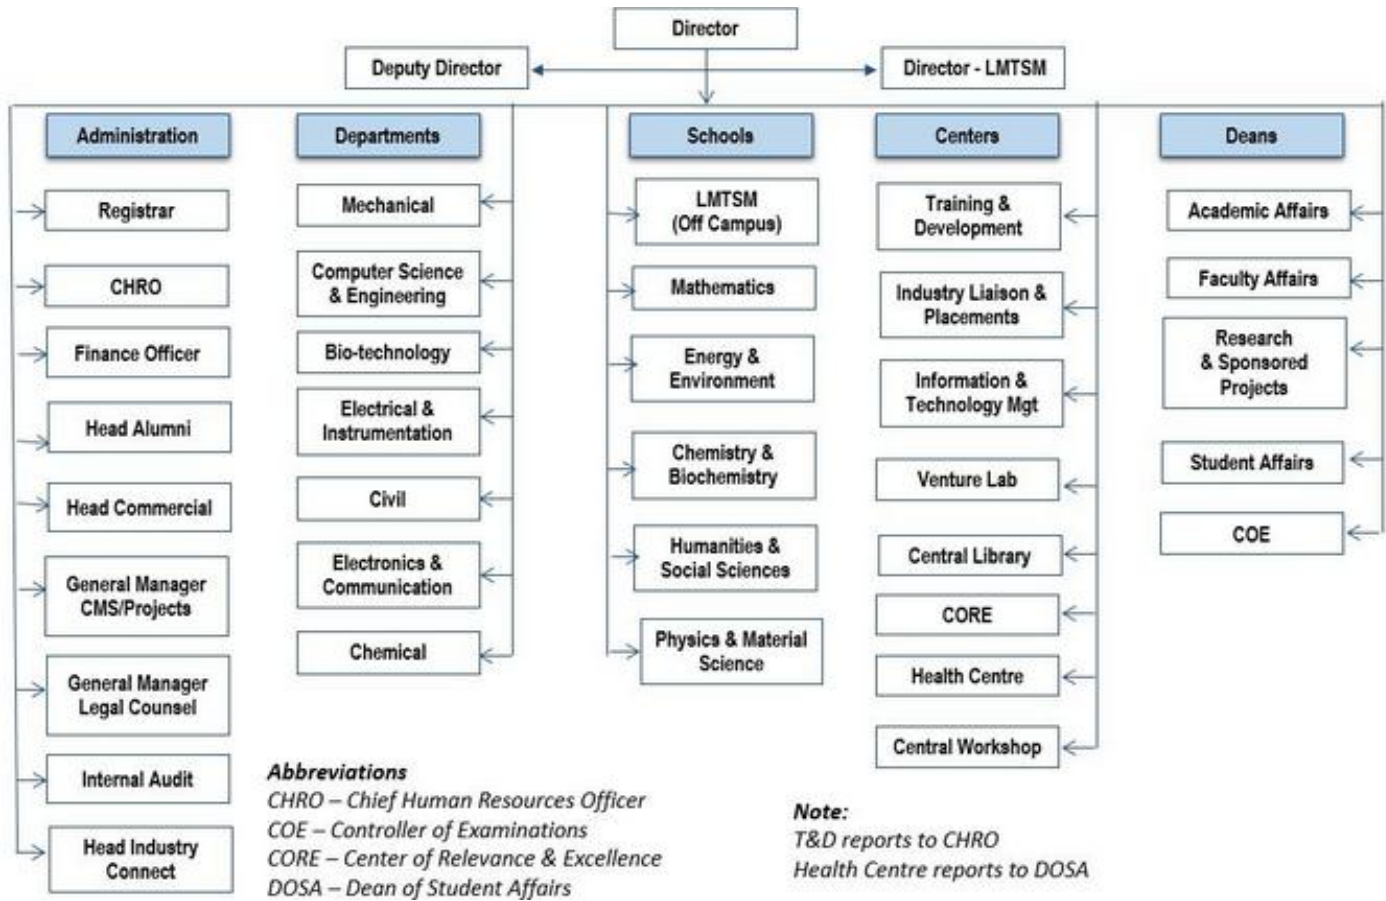 Director
Deputy Director
Director - LMTSM
Administration
Registrar
CHRO
Finance Officer
Head Alumni
Head Commercial
General Manager
CMS/Projects
General Manager
Legal Counsel
Internal Audit
Head Industry
Connect
Departments
Mechanical
Computer Science
& Engineering
Bio-technology
Electrical &
Instrumentation
Civil
Electronics &
Communication
Chemical
Schools
LMTSM
(Off Campus)
Mathematics
Energy &
Environment
Chemistry &
Biochemistry
Humanities &
Social Sciences
Physics & Material
Science
Centers
Training &
Development
Industry Liaison &
Placements
Information &
Technology Mgt
Venture Lab
Central Library
CORE
Health Centre
Central Workshop
Deans
Academic Affairs
Faculty Affairs
Research
& Sponsored
Projects
Student Affairs
COE
Abbreviations
CHRO – Chief Human Resources Officer
COE – Controller of Examinations
CORE – Center of Relevance & Excellence
DOSA – Dean of Student Affairs
Note:
T&D reports to CHRO
Health Centre reports to DOSA